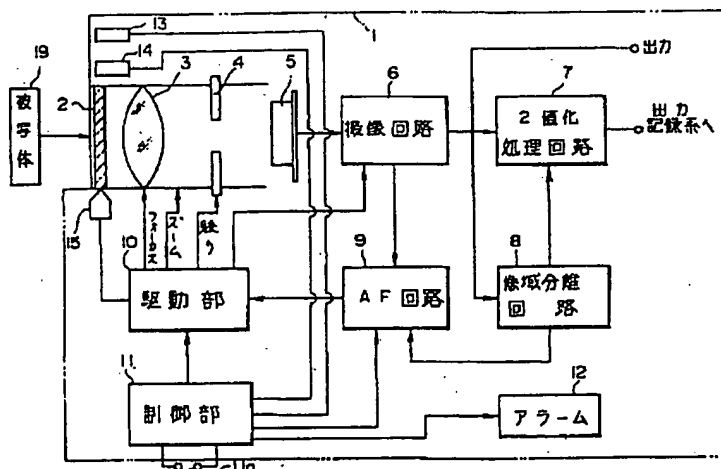 13
1
14
19
被写体
2
3
4
5
6
撮像回路
出力
7
2値化
処理回路
出力
記録系へ
15
フォーカス
ズーム
絞り
10
駆動部
9
AF回路
8
像域分離
回路
11
制御部
12
アラーム
11a